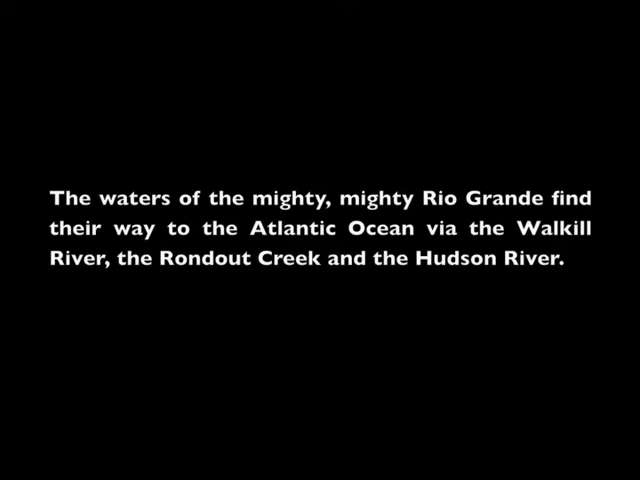 The waters of the mighty, mighty Rio Grande find
their way to the Atlantic Ocean via the Walkill
River, the Rondout Creek and the Hudson River.